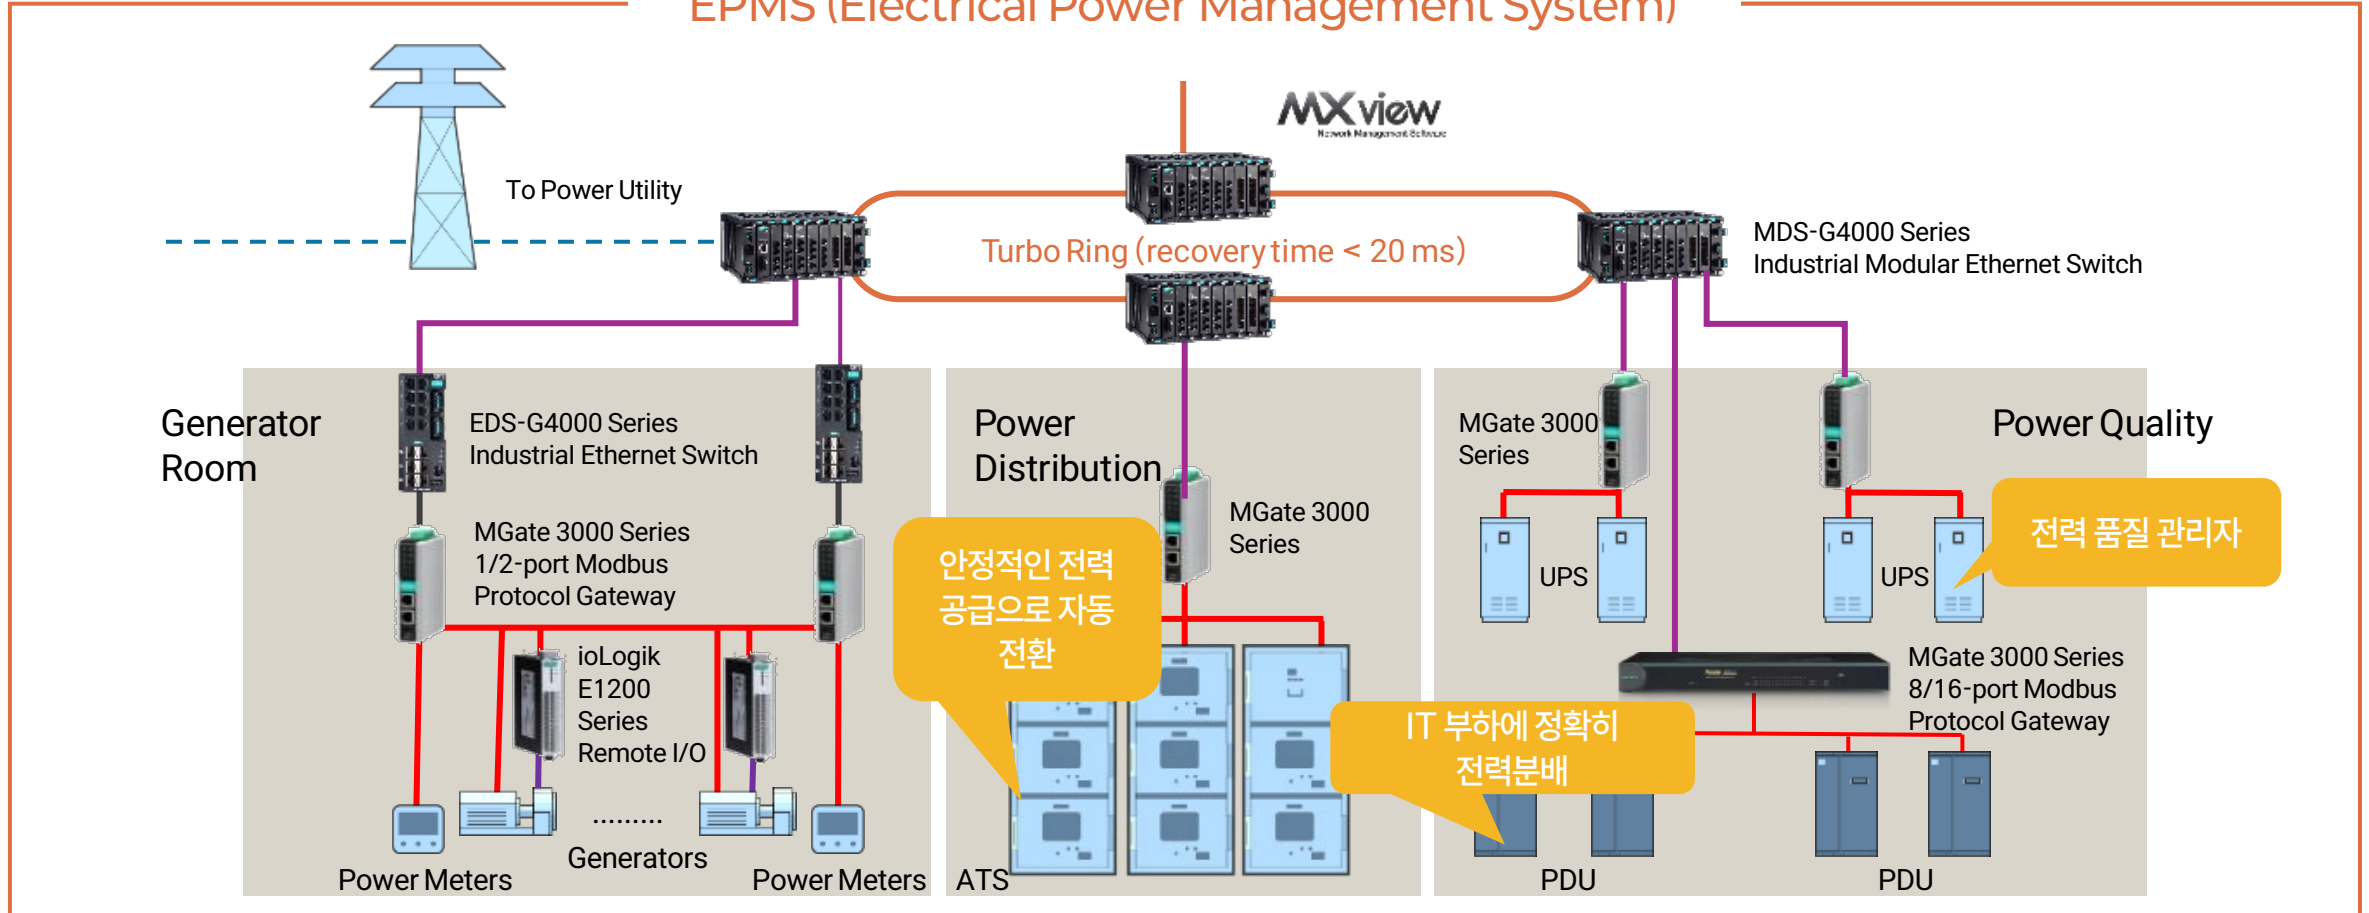 EPMS (Electrical Power Management System)
MXview
Network Management Software
To Power Utility
Turbo Ring (recovery time < 20 ms)
MDS-G4000 Series
Industrial Modular Ethernet Switch
Generator
Room
EDS-G4000 Series
Industrial Ethernet Switch
MGate 3000 Series
1/2-port Modbus
Protocol Gateway
ioLogik
E1200
Series
Remote I/O
.........
Generators
Power Meters
Power Meters
Power
Distribution
MGate 3000
Series
안정적인 전력
공급으로 자동
전환
ATS
MGate 3000
Series
Power Quality
전력 품질 관리자
UPS
UPS
MGate 3000 Series
8/16-port Modbus
Protocol Gateway
IT 부하에 정확히
전력분배
PDU
PDU